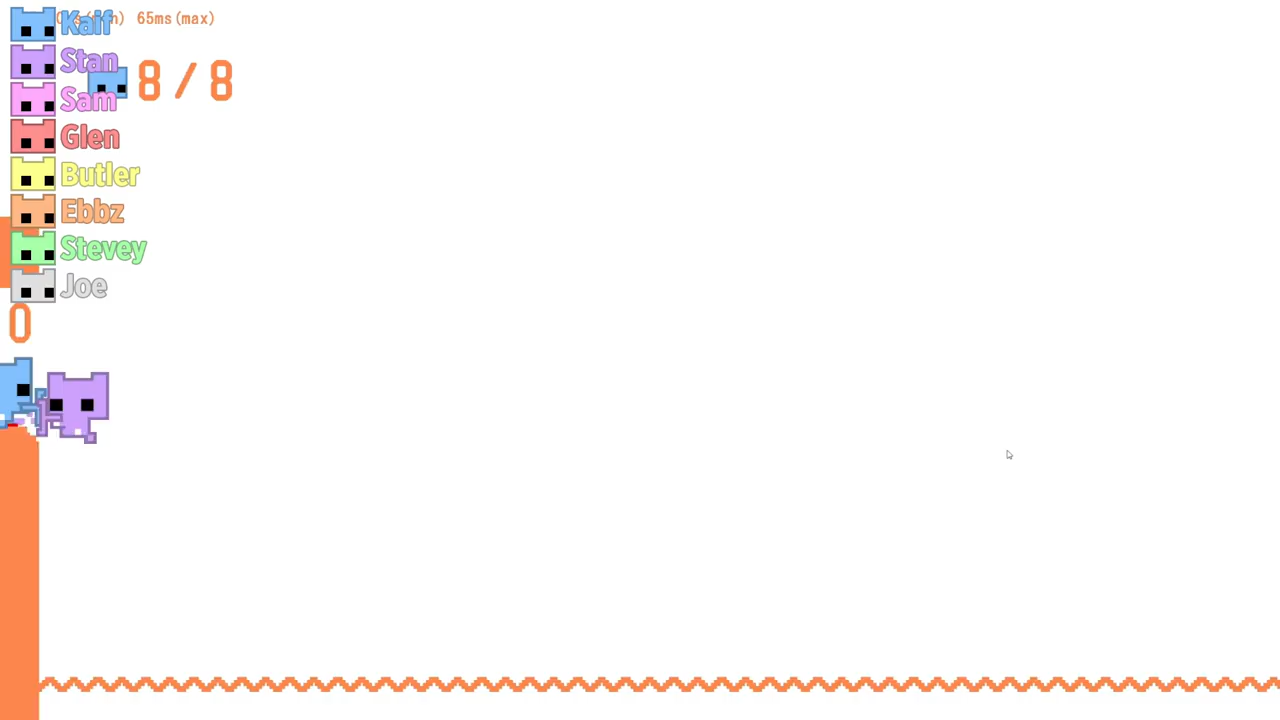 65ms(max)
Kaif
Stan
8/8
Sam
Glen
Butler
Ebbz
Stevey
Joe
0